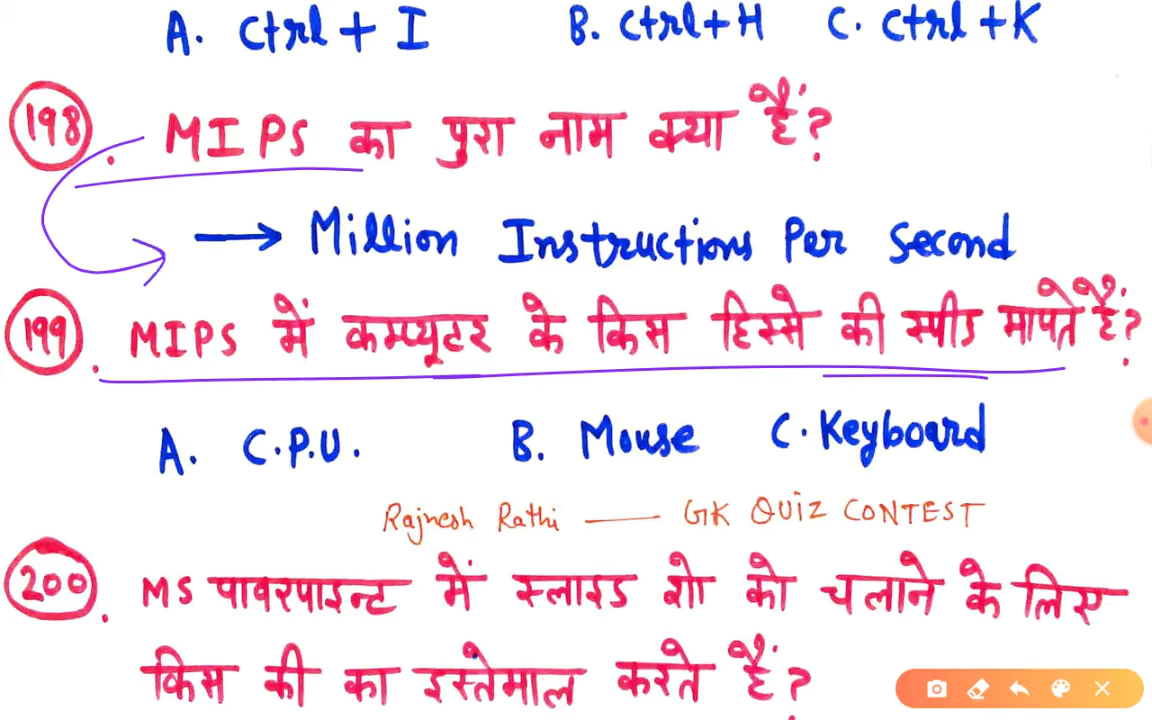 A. Ctrl + I B. Ctrl+H C. Ctrl +K
198. MIPS का पुरा नाम क्या हैं?
→ Million Instructions Per Second
199. MIPS में कम्प्यूटर के किस हिस्से की स्पीड मापते हैं?
A. C.P.U. B. Mouse C. Keyboard
Rajnesh Rathi —— GK QUIZ CONTEST
200. MS पावरपाइन्ट में स्लाइड शो को चलाने के लिए
किस की का इस्तेमाल करते हैं?